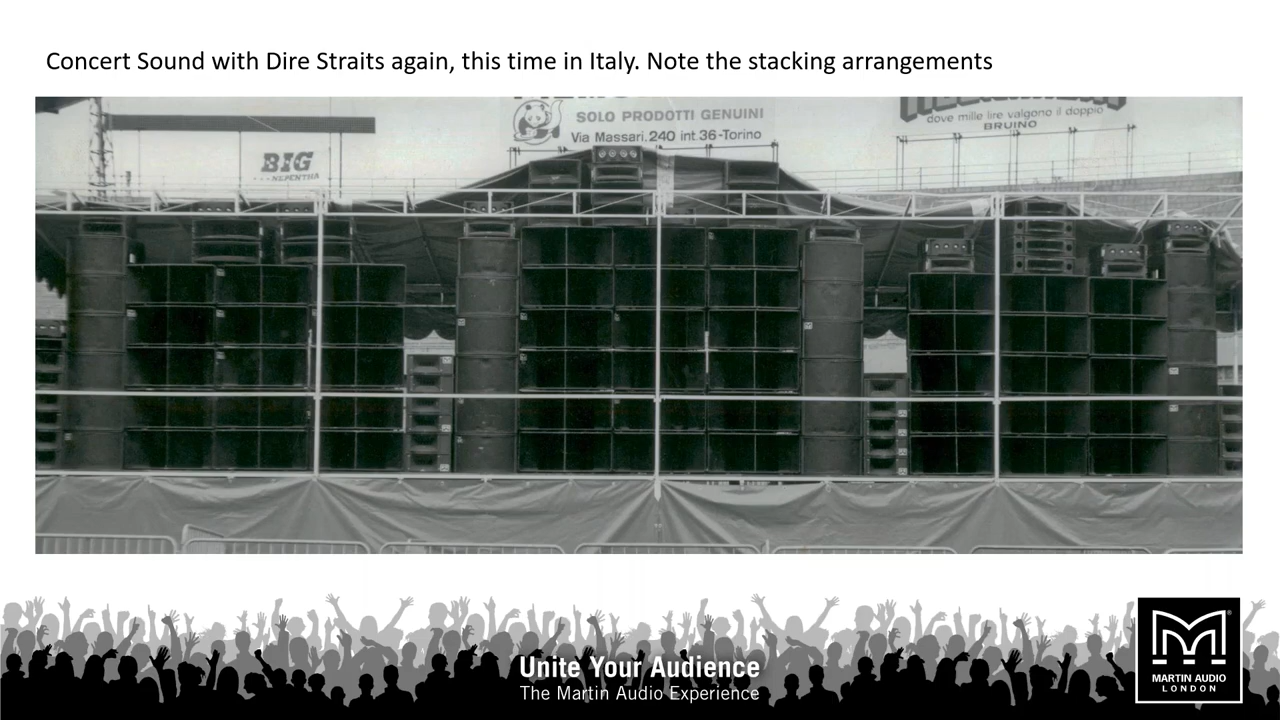 Concert Sound with Dire Straits again, this time in Italy. Note the stacking arrangements
SOLO PRODOTTI GENUINI
Via Massari.240 int.36-Torino
dove mille lire valgono il doppio
BRUINO
BIG
NEPENTHA
Unite Your Audience
The Martin Audio Experience
MARTIN AUDIO
LONDON